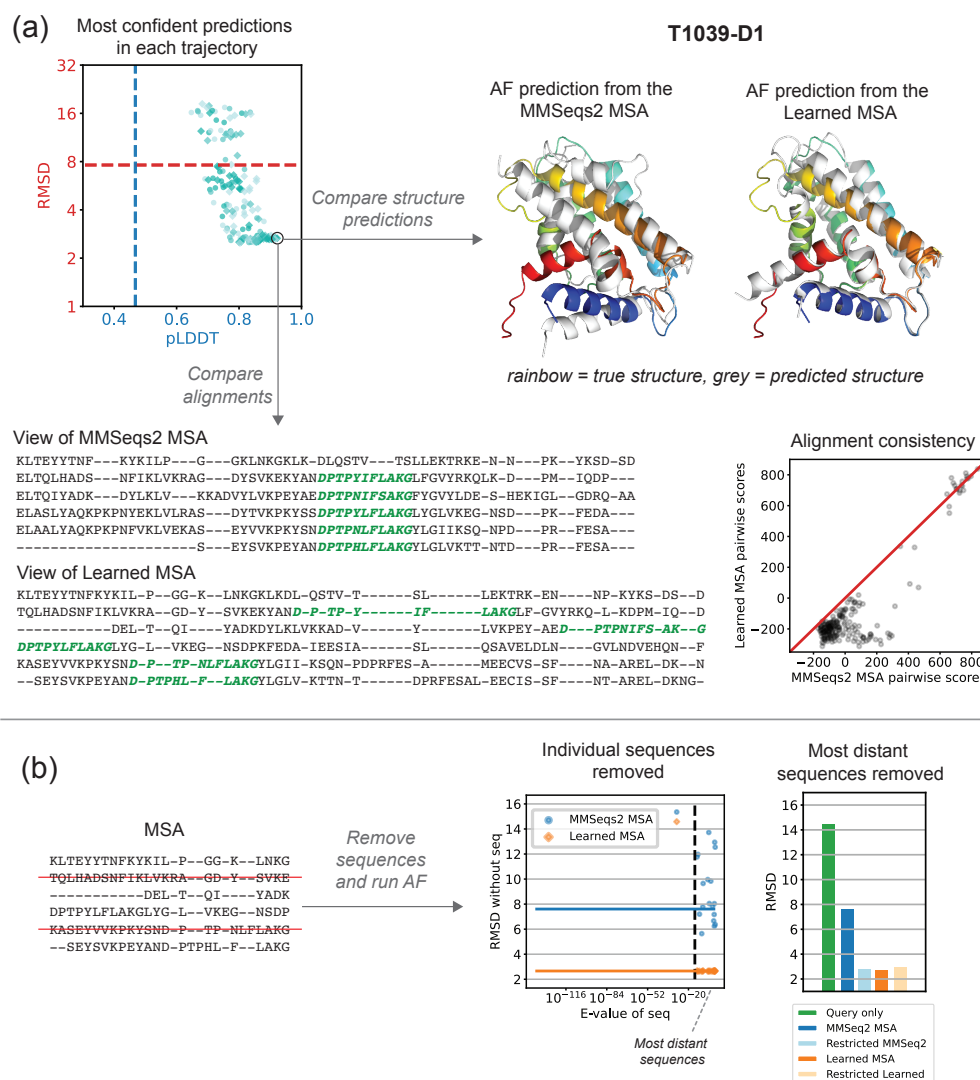 (a)
Most confident predictions
in each trajectory
32
16
8
4
2
1
RMSD
0.4 0.6 0.8 1.0
pLDDT
Compare structure
predictions
Compare
alignments
T1039-D1
AF prediction from the
MMSeqs2 MSA
AF prediction from the
Learned MSA
rainbow = true structure, grey = predicted structure
View of MMSeqs2 MSA
KLTEYYTNF---KYKILP---G---GKLNKGKLK-DLQSTV---TSLLEKTRKE-N-N---PK---YKSD-SD
ELTQLHADS---NFIKLVKRAG---DYSVKEKYANDPTPYIFLAKGLFGVYRKQLK-D---PM---IQDP---
ELTQIYADK---DYLKLV---KKADVYLVKPEYAEDPTPNIFSAKGFYGVYLDE-S-HEKIGL--GDRQ-AA
ELASLYAQKPKPNYEKLVLRAS---DYTVKPKYSSDPTPYLFLAKGLYGLVKEG-NSD---PK---FEDA---
ELAALYAQKPKPNFVKLVEKAS---EYVVKPKYSNDPTPNLFLAKGYLGIIKSQ-NPD---PR---FESA---
---------------------S---EYSVKPEYANDPTPHLFLAKGYLGLVKTT-NTD---PR--FESA---
View of Learned MSA
KLTEYYTNFKYKIL-P---GG-K---LNKGKLKD-LQSTV-T-----SL-----LEKTRK-EN----NP-KYKS-DS--D
TQLHADSNFIKLVKRA---GD-Y---SVKEKYAND-P-TP-Y------IF------LAKGLF-GVYRKQ-L-KDPM-IQ--D
-----------DEL-T--QI----YADKDYLKLVKKAD-V-----Y-----LVKPEY-AED---PTPNIFS-AK--G
DPTPYLFLAKGLYG-L---VKEG--NSDPKFEDA-IEESIA-----SL-----QSAVELE---GVLNDVEHQN--F
KASEYVVKPKYSND-P--TP-NLFLAKGYLGII-KSQN-PDPRFES-A----MEECVS-SF---NA-AREL-DK--N
--SEYSVKPEYAND-PTPHL-F--LAKGYLGLV-KTTN-T-----DPRFESAL-EECIS-SF---NT-AREL-DKNG-
Alignment consistency
800
600
400
200
0
−200
Learned MSA pairwise scores
−200 0 200 400 600 800
MMSeqs2 MSA pairwise score
(b)
MSA
KLTEYYTNFKYKIL-P--GG-K--LNKG
TQLHADSNFIKLVKRA--GD-Y--SVKE
-----------DEL-T--QI----YADK
DPTPYLFLAKGLYG-L--VKEG--NSDP
KASEYVVKPKYSND-P--TP-NLFLAKG
--SEYSVKPEYAND-PTPHL-F--LAKG
Remove
sequences
and run AF
Individual sequences
removed
16
14
12
10
8
6
4
2
RMSD without seq
MMSeqs2 MSA
Learned MSA
10−116 10−84 10−52 10−20
E-value of seq
Most distant
sequences
Most distant
sequences removed
16
14
12
10
8
6
4
2
RMSD
Query only
MMSeq2 MSA
Restricted MMSeq2
Learned MSA
Restricted Learned